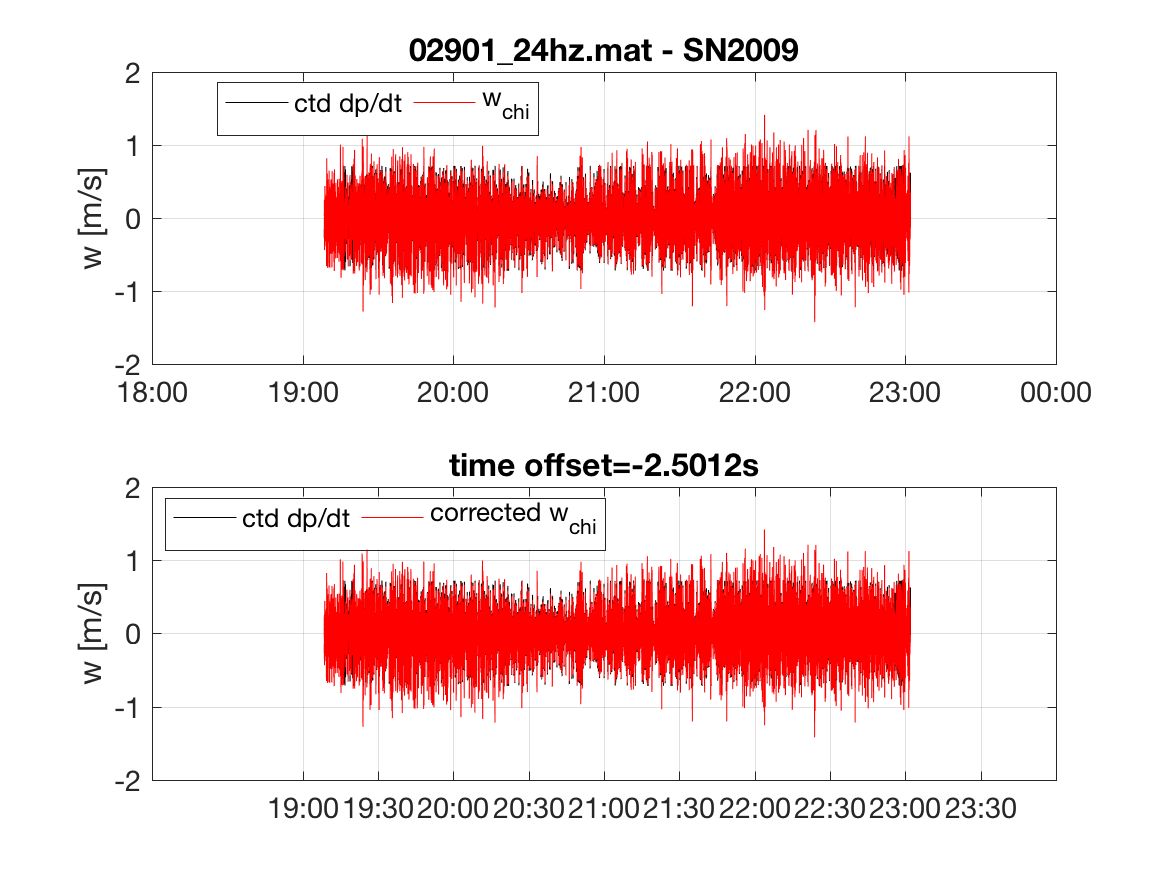 02901_24hz.mat - SN2009
ctd dp/dt w_chi
w [m/s]
2
1
0
-1
-2
18:00 19:00 20:00 21:00 22:00 23:00 00:00
time offset=-2.5012s
ctd dp/dt corrected w_chi
w [m/s]
2
1
0
-1
-2
19:00 19:30 20:00 20:30 21:00 21:30 22:00 22:30 23:00 23:30